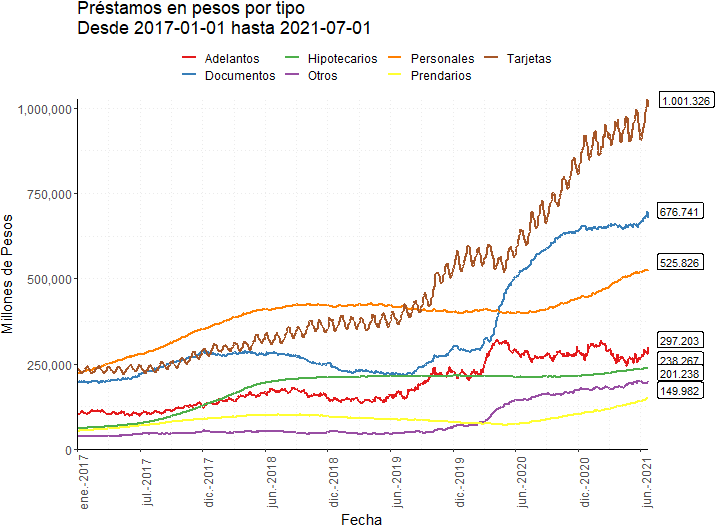 Préstamos en pesos por tipo
Desde 2017-01-01 hasta 2021-07-01
Adelantos Hipotecarios Personales Tarjetas
Documentos Otros Prendarios
Millones de Pesos
1,000,000
750,000
500,000
250,000
0
1.001.326
676.741
525.826
297.203
238.267
201.238
149.982
ene.-2017
jul.-2017
dic.-2017
jun.-2018
dic.-2018
jun.-2019
dic.-2019
jun.-2020
dic.-2020
jun.-2021
Fecha